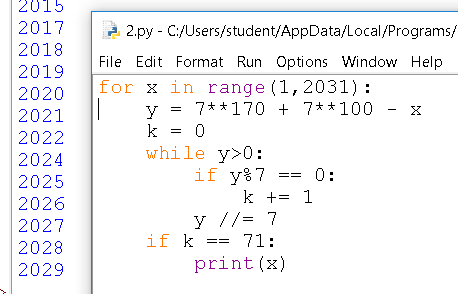 2015
2017
2018
2019
2020
2021
2022
2024
2025
2026
2027
2028
2029
2.py - C:/Users/student/AppData/Local/Programs/
File Edit Format Run Options Window Help
for x in range(1,2031):
    y = 7**170 + 7**100 - x
    k = 0
    while y>0:
        if y%7 == 0:
            k += 1
        y //= 7
    if k == 71:
        print(x)